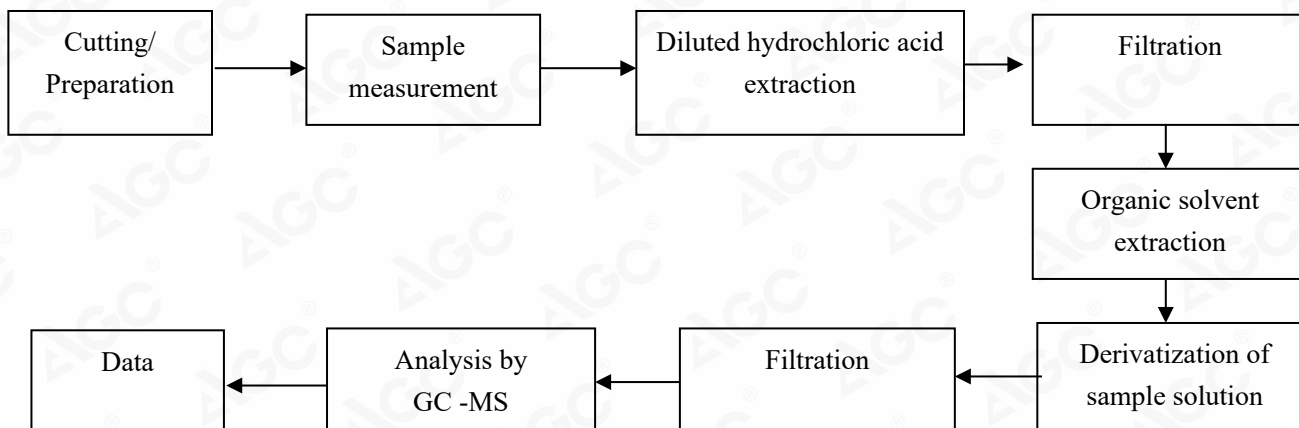 Cutting/
Preparation
Sample
measurement
Diluted hydrochloric acid
extraction
Filtration
Organic solvent
extraction
Derivatization of
sample solution
Filtration
Analysis by
GC -MS
Data
AGC®